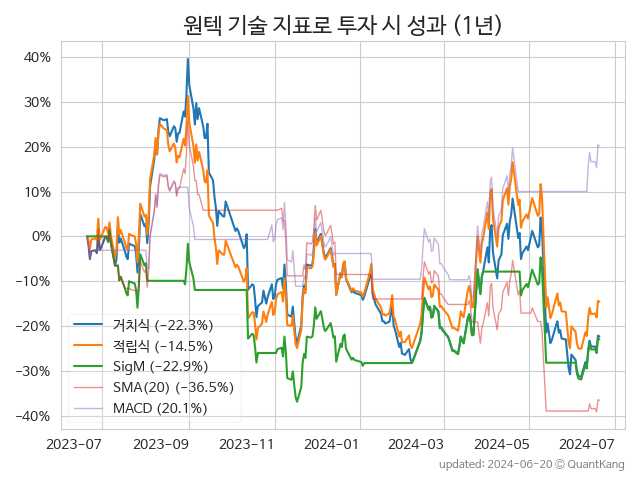 원텍 기술 지표로 투자 시 성과 (1년)
40%
30%
20%
10%
0%
−10%
−20%
−30%
−40%
거치식 (−22.3%)
적립식 (−14.5%)
SigM (−22.9%)
SMA(20) (−36.5%)
MACD (20.1%)
2023-07 2023-09 2023-11 2024-01 2024-03 2024-05 2024-07
updated: 2024-06-20 © QuantKang